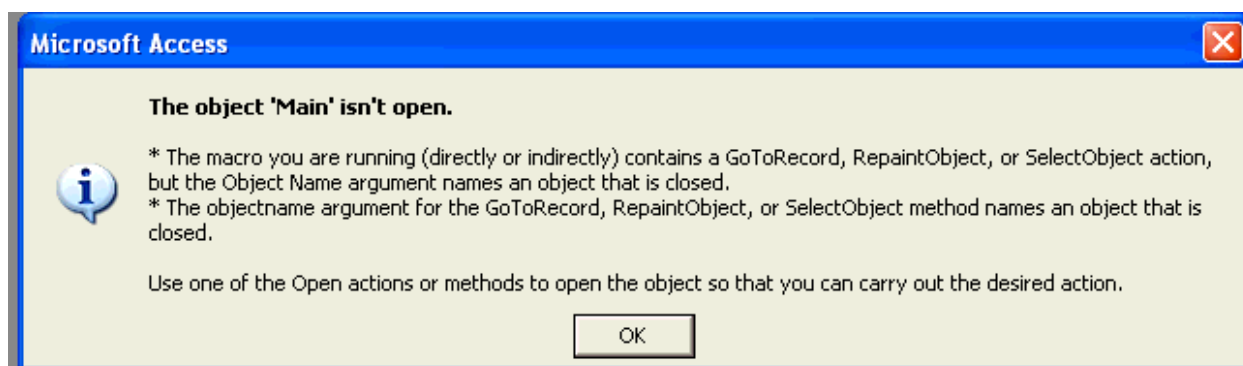 Microsoft Access
The object 'Main' isn't open.
* The macro you are running (directly or indirectly) contains a GoToRecord, RepaintObject, or SelectObject action,
but the Object Name argument names an object that is closed.
* The objectname argument for the GoToRecord, RepaintObject, or SelectObject method names an object that is
closed.
Use one of the Open actions or methods to open the object so that you can carry out the desired action.
OK